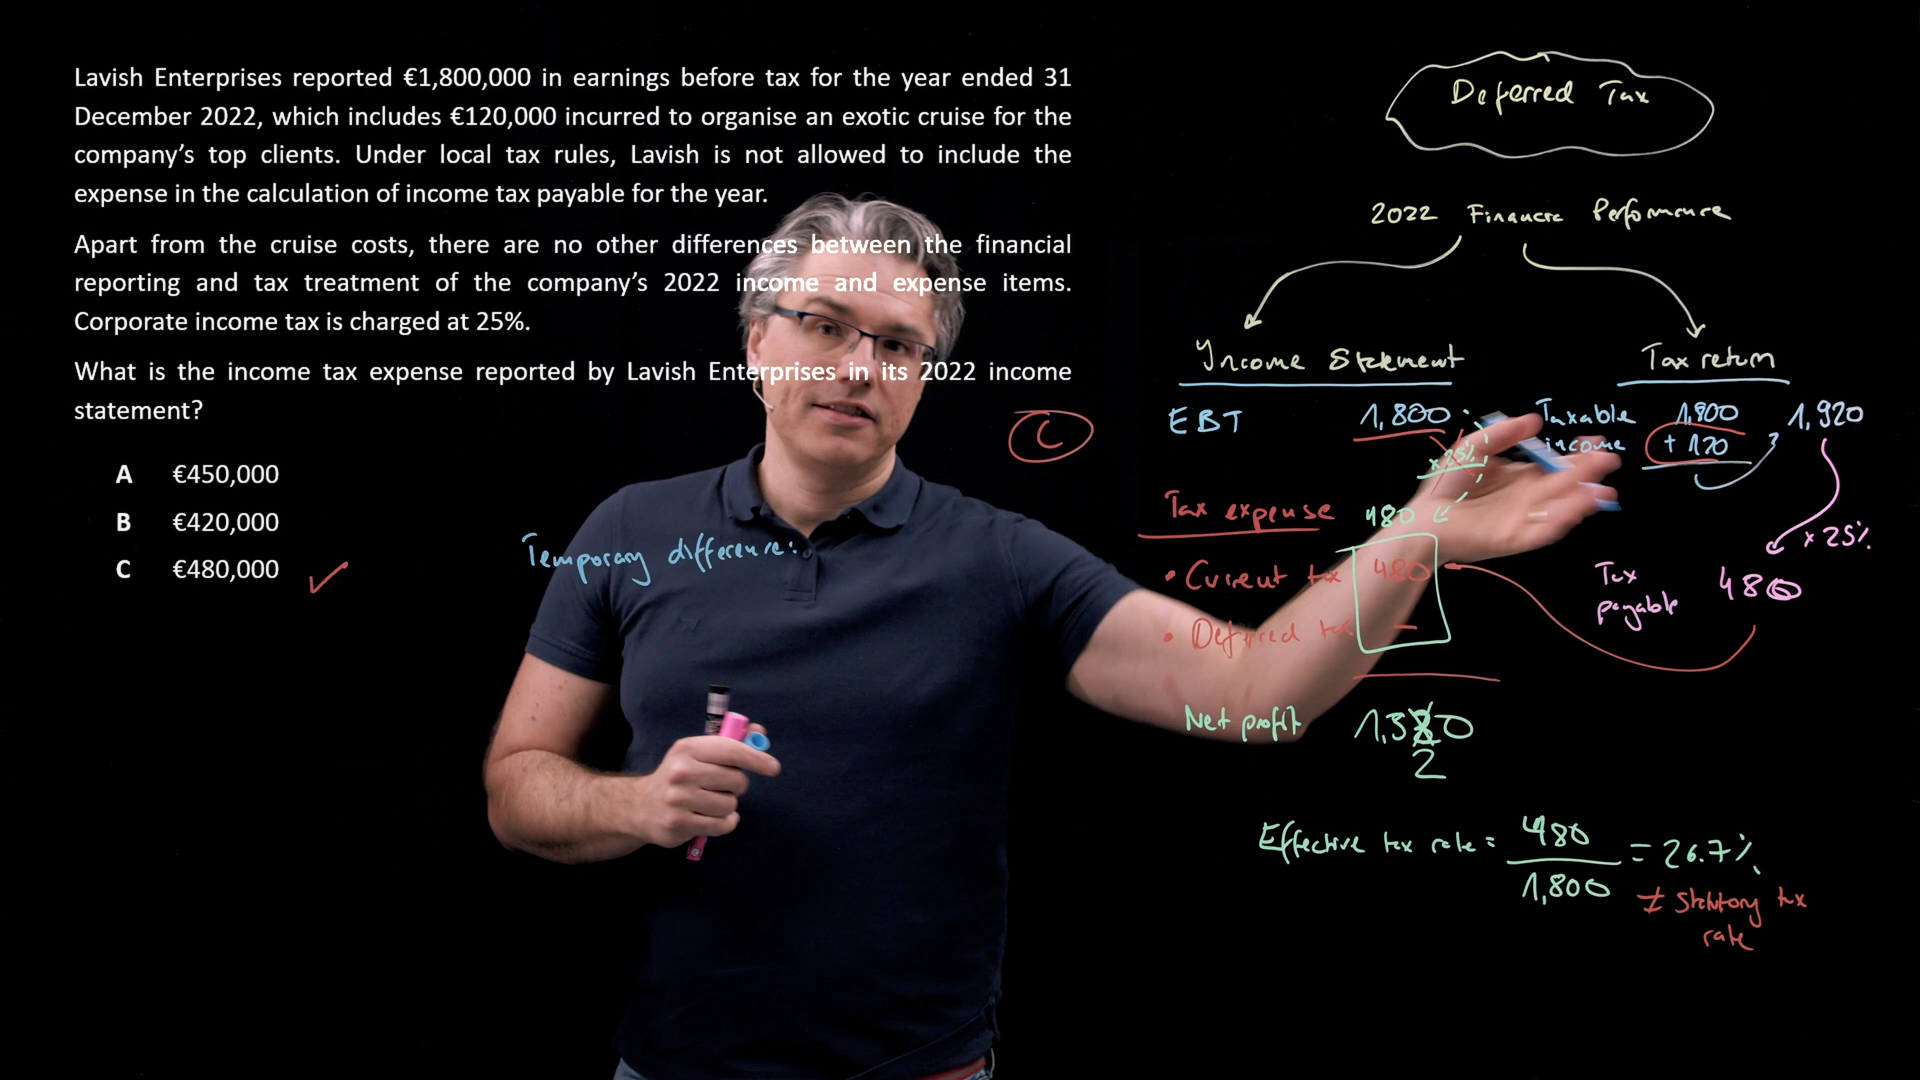 Lavish Enterprises reported €1,800,000 in earnings before tax for the year ended 31
December 2022, which includes €120,000 incurred to organise an exotic cruise for the
company's top clients. Under local tax rules, Lavish is not allowed to include the
expense in the calculation of income tax payable for the year.
Apart from the cruise costs, there are no other differences between the financial
reporting and tax treatment of the company's 2022 income and expense items.
Corporate income tax is charged at 25%.
What is the income tax expense reported by Lavish Enterprises in its 2022 income
statement?
A €450,000
B €420,000
C €480,000
C
Temporary difference:
Deferred Tax
2022 Finance Performance
Income Statement
EBT 1,800
x 25%
Tax expense 480
• Current tax 480
• Deferred tax –
Net profit 1,380
2
Tax return
Taxable 1,800 1,920
income + 120
x 25%
Tax
payable 480
Effective tax rate = 480 / 1,800 = 26.7%
≠ Statutory tax
rate